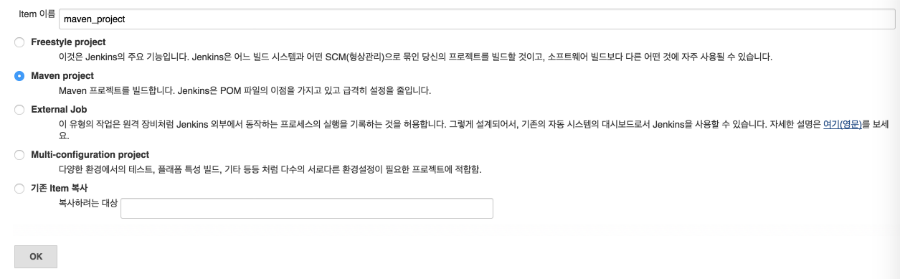 Item 이름 maven_project
Freestyle project
이것은 Jenkins의 주요 기능입니다. Jenkins은 어느 빌드 시스템과 어떤 SCM(형상관리)으로 묶인 당신의 프로젝트를 빌드할 것이고, 소프트웨어 빌드보다 다른 어떤 것에 자주 사용될 수 있습니다.
Maven project
Maven 프로젝트를 빌드합니다. Jenkins은 POM 파일의 이점을 가지고 있고 급격히 설정을 줄입니다.
External Job
이 유형의 작업은 원격 장비처럼 Jenkins 외부에서 동작하는 프로세스의 실행을 기록하는 것을 허용합니다. 그렇게 설계되어서, 기존의 자동 시스템의 대시보드로서 Jenkins을 사용할 수 있습니다. 자세한 설명은 여기(영문)를 보세
요.
Multi-configuration project
다양한 환경에서의 테스트, 플래폼 특성 빌드, 기타 등등 처럼 다수의 서로다른 환경설정이 필요한 프로젝트에 적합함.
기존 Item 복사
복사하려는 대상
OK